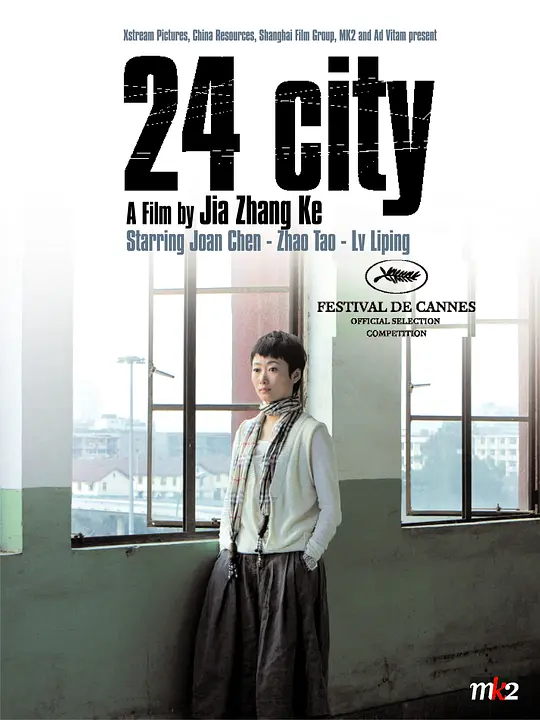 Xstream Pictures, China Resources, Shanghai Film Group, MK2 and Ad Vitam present
24 city
A Film by Jia Zhang Ke
Starring Joan Chen - Zhao Tao - Lv Liping
FESTIVAL DE CANNES
OFFICIAL SELECTION
COMPETITION
mk2